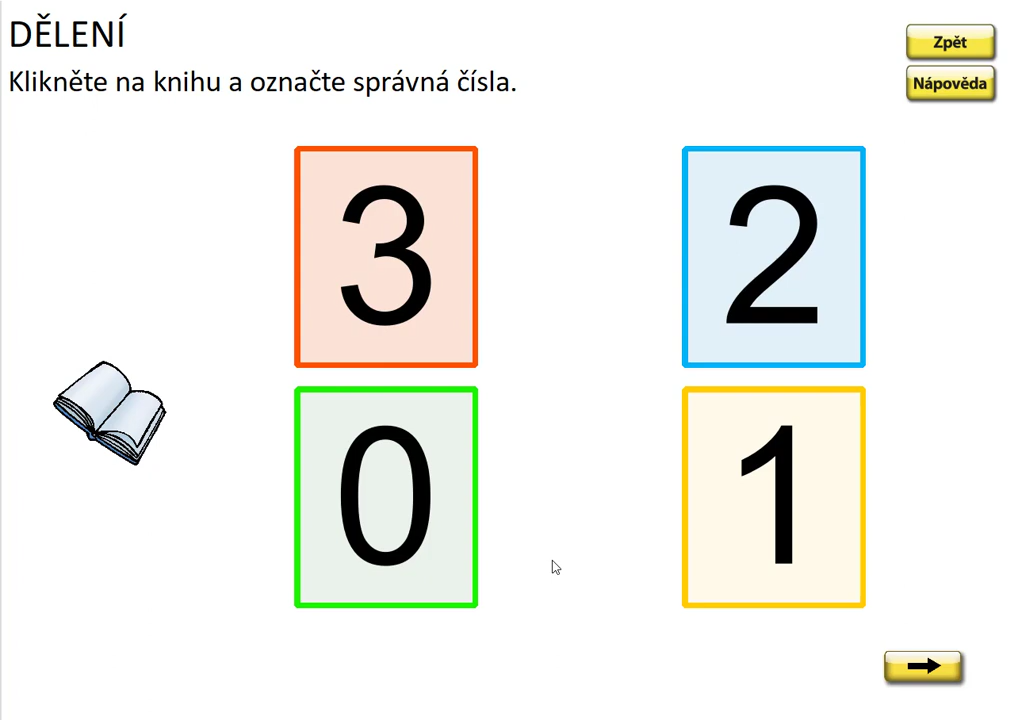 DĚLENÍ
Klikněte na knihu a označte správná čísla.
Zpět
Nápověda
3
2
0
1